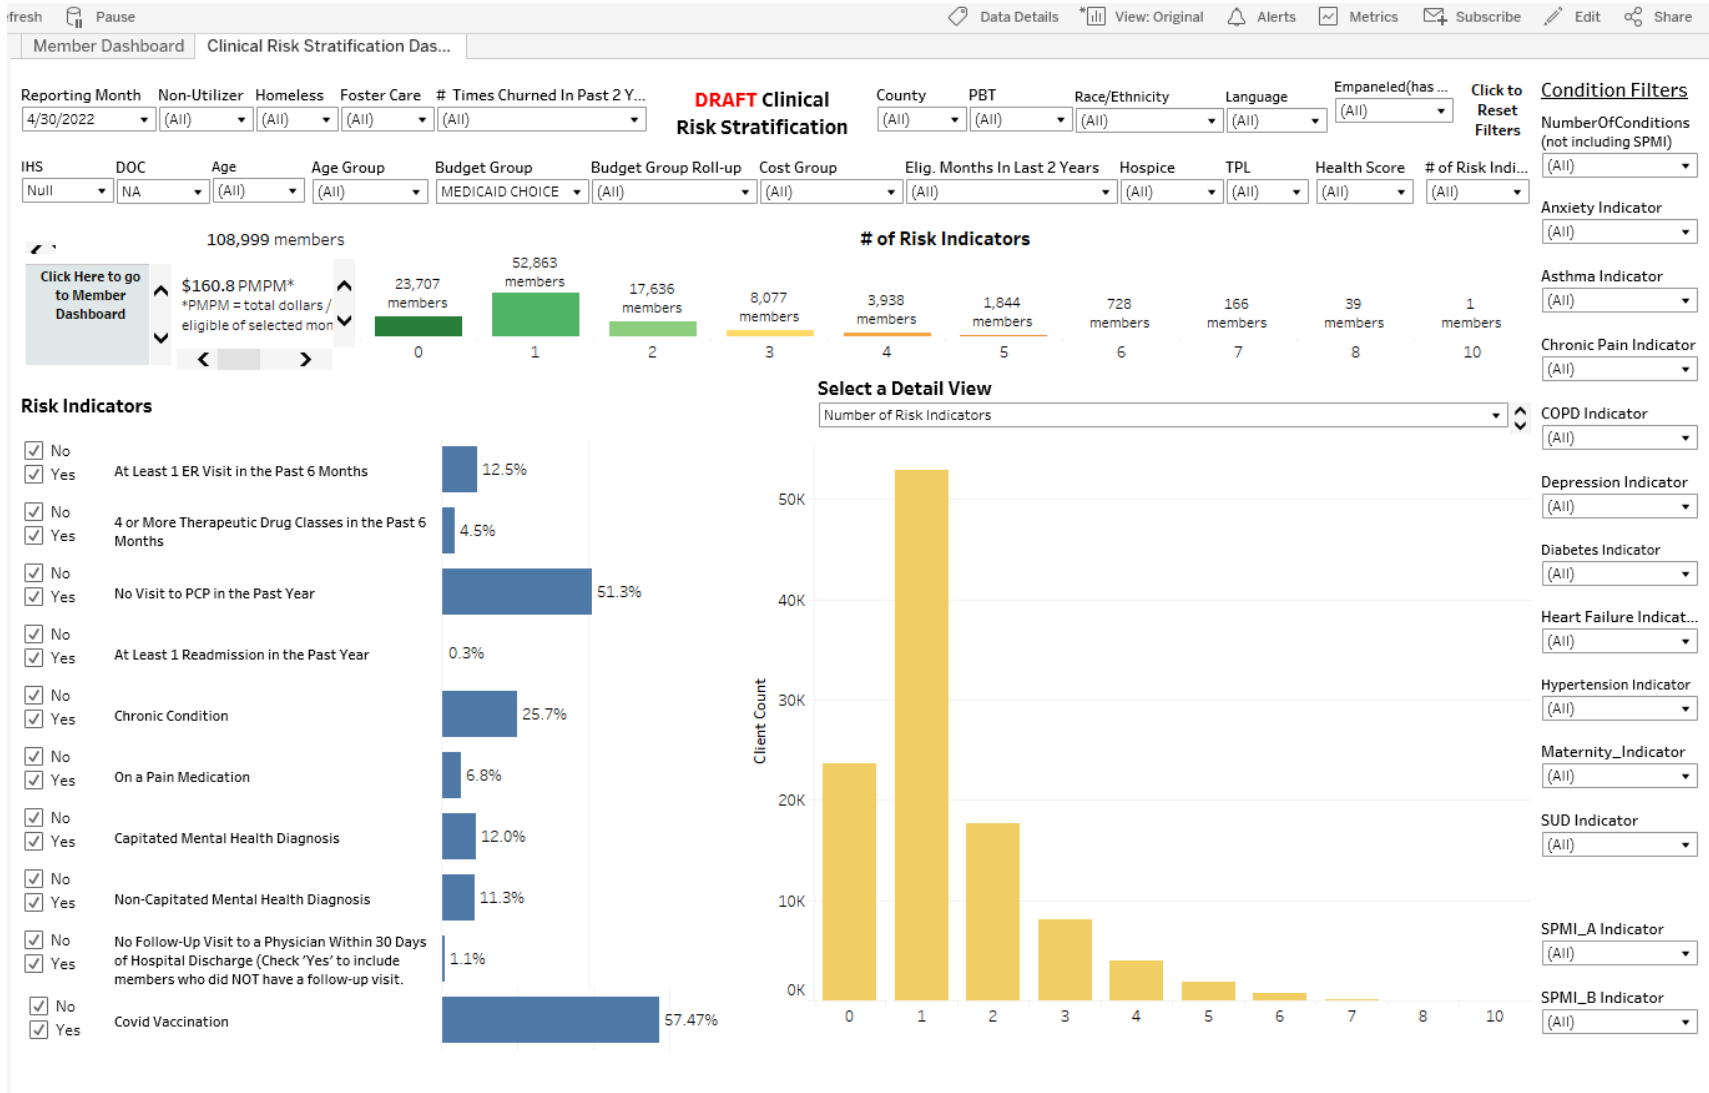 efresh Pause Data Details View: Original Alerts Metrics Subscribe Edit Share
Member Dashboard Clinical Risk Stratification Das...
Reporting Month Non-Utilizer Homeless Foster Care # Times Churned In Past 2 Y...
4/30/2022 (All) (All) (All) (All)
DRAFT Clinical
Risk Stratification
County PBT Race/Ethnicity Language Empaneled(has ...
(All) (All) (All) (All) (All)
Click to
Reset
Filters
IHS DOC Age Age Group Budget Group Budget Group Roll-up Cost Group Elig. Months In Last 2 Years Hospice TPL Health Score # of Risk Indi...
Null NA (All) (All) MEDICAID CHOICE (All) (All) (All) (All) (All) (All) (All)
108,999 members
Click Here to go
to Member
Dashboard
$160.8 PMPM*
*PMPM = total dollars /
eligible of selected mon
# of Risk Indicators
23,707
members
52,863
members
17,636
members
8,077
members
3,938
members
1,844
members
728
members
166
members
39
members
1
members
0 1 2 3 4 5 6 7 8 10
Risk Indicators
No
Yes
At Least 1 ER Visit in the Past 6 Months
12.5%
No
Yes
4 or More Therapeutic Drug Classes in the Past 6
Months
4.5%
No
Yes
No Visit to PCP in the Past Year
51.3%
No
Yes
At Least 1 Readmission in the Past Year
0.3%
No
Yes
Chronic Condition
25.7%
No
Yes
On a Pain Medication
6.8%
No
Yes
Capitated Mental Health Diagnosis
12.0%
No
Yes
Non-Capitated Mental Health Diagnosis
11.3%
No
Yes
No Follow-Up Visit to a Physician Within 30 Days
of Hospital Discharge (Check 'Yes' to include
members who did NOT have a follow-up visit.
1.1%
No
Yes
Covid Vaccination
57.47%
Select a Detail View
Number of Risk Indicators
Client Count
50K
40K
30K
20K
10K
0K
0 1 2 3 4 5 6 7 8 10
Condition Filters
NumberOfConditions
(not including SPMI)
(All)
Anxiety Indicator
(All)
Asthma Indicator
(All)
Chronic Pain Indicator
(All)
COPD Indicator
(All)
Depression Indicator
(All)
Diabetes Indicator
(All)
Heart Failure Indicat...
(All)
Hypertension Indicator
(All)
Maternity_Indicator
(All)
SUD Indicator
(All)
SPMI_A Indicator
(All)
SPMI_B Indicator
(All)